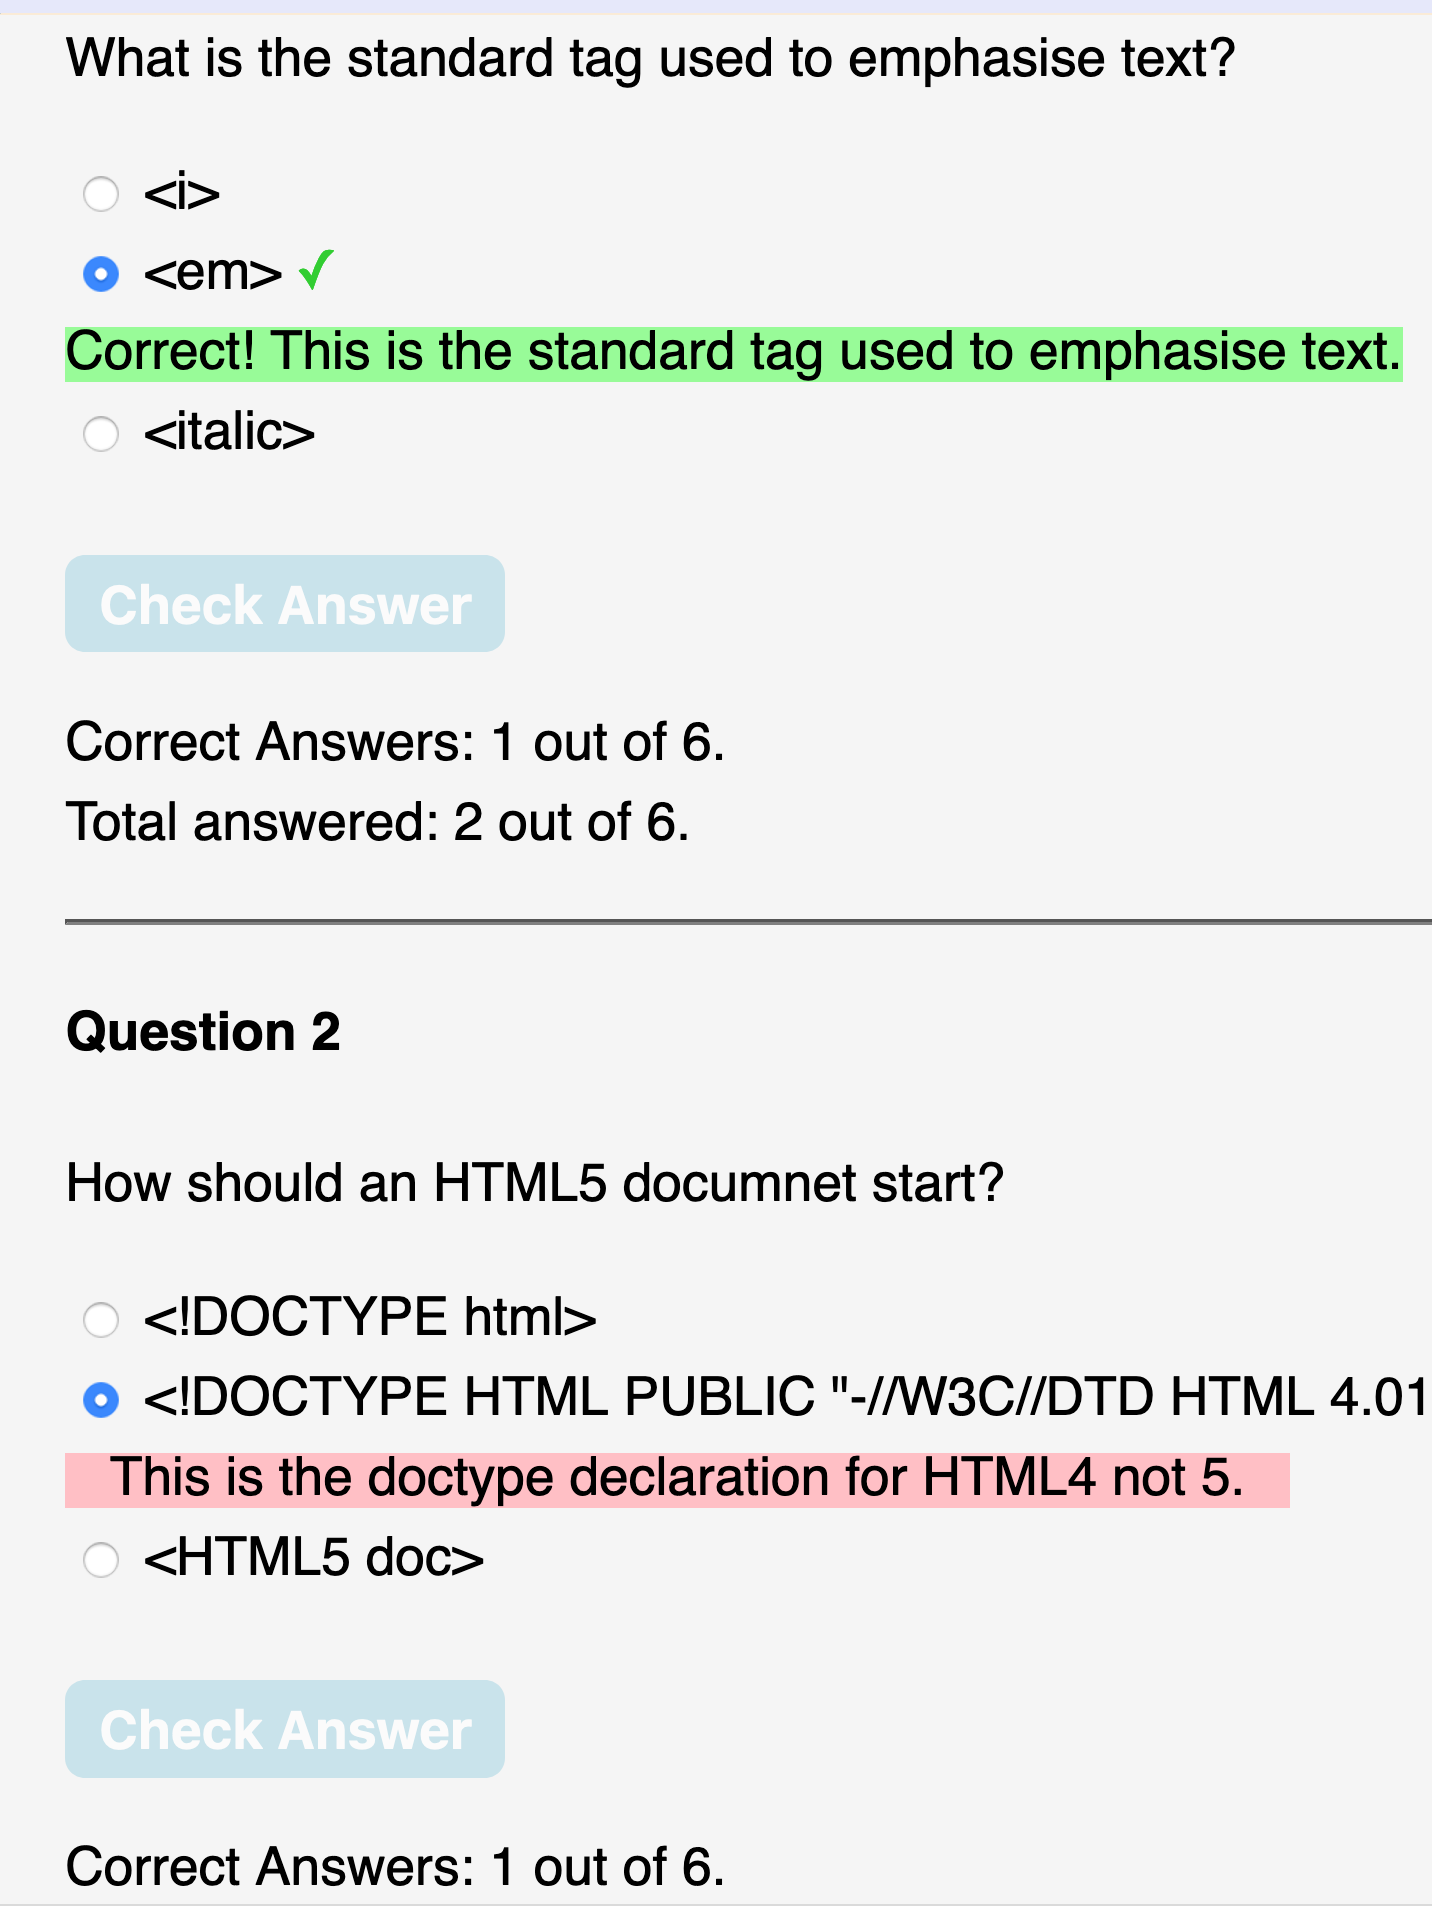 What is the standard tag used to emphasise text?
<i>
<em> ✓
Correct! This is the standard tag used to emphasise text.
<italic>
Check Answer
Correct Answers: 1 out of 6.
Total answered: 2 out of 6.
Question 2
How should an HTML5 documnet start?
<!DOCTYPE html>
<!DOCTYPE HTML PUBLIC "-//W3C//DTD HTML 4.01
This is the doctype declaration for HTML4 not 5.
<HTML5 doc>
Check Answer
Correct Answers: 1 out of 6.